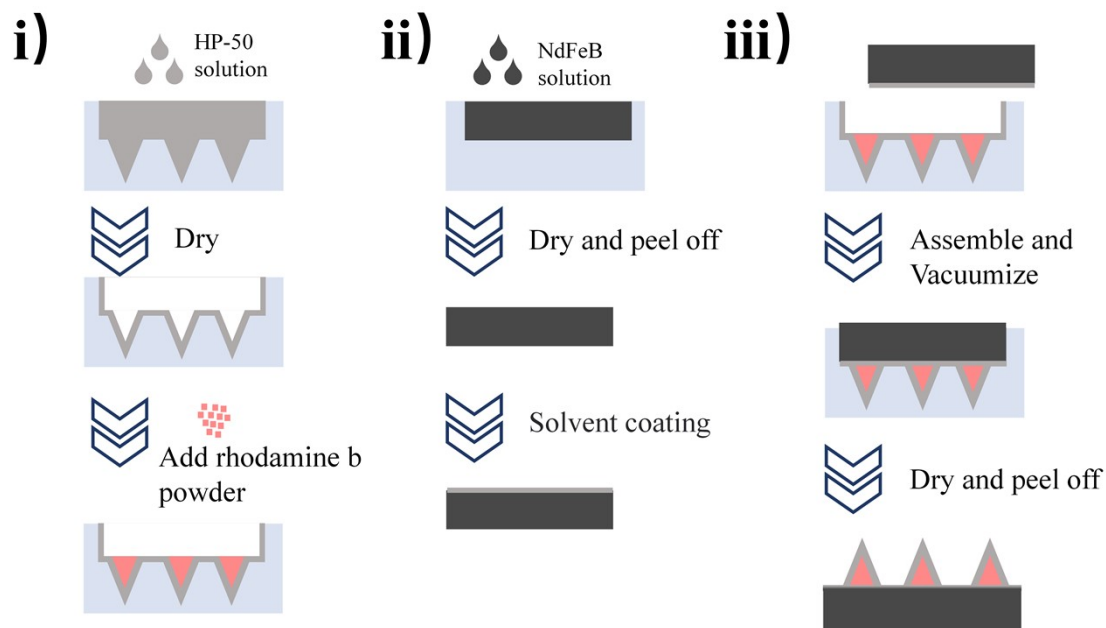 i)
HP-50
solution
Dry
Add rhodamine b
powder
ii)
NdFeB
solution
Dry and peel off
Solvent coating
iii)
Assemble and
Vacuumize
Dry and peel off